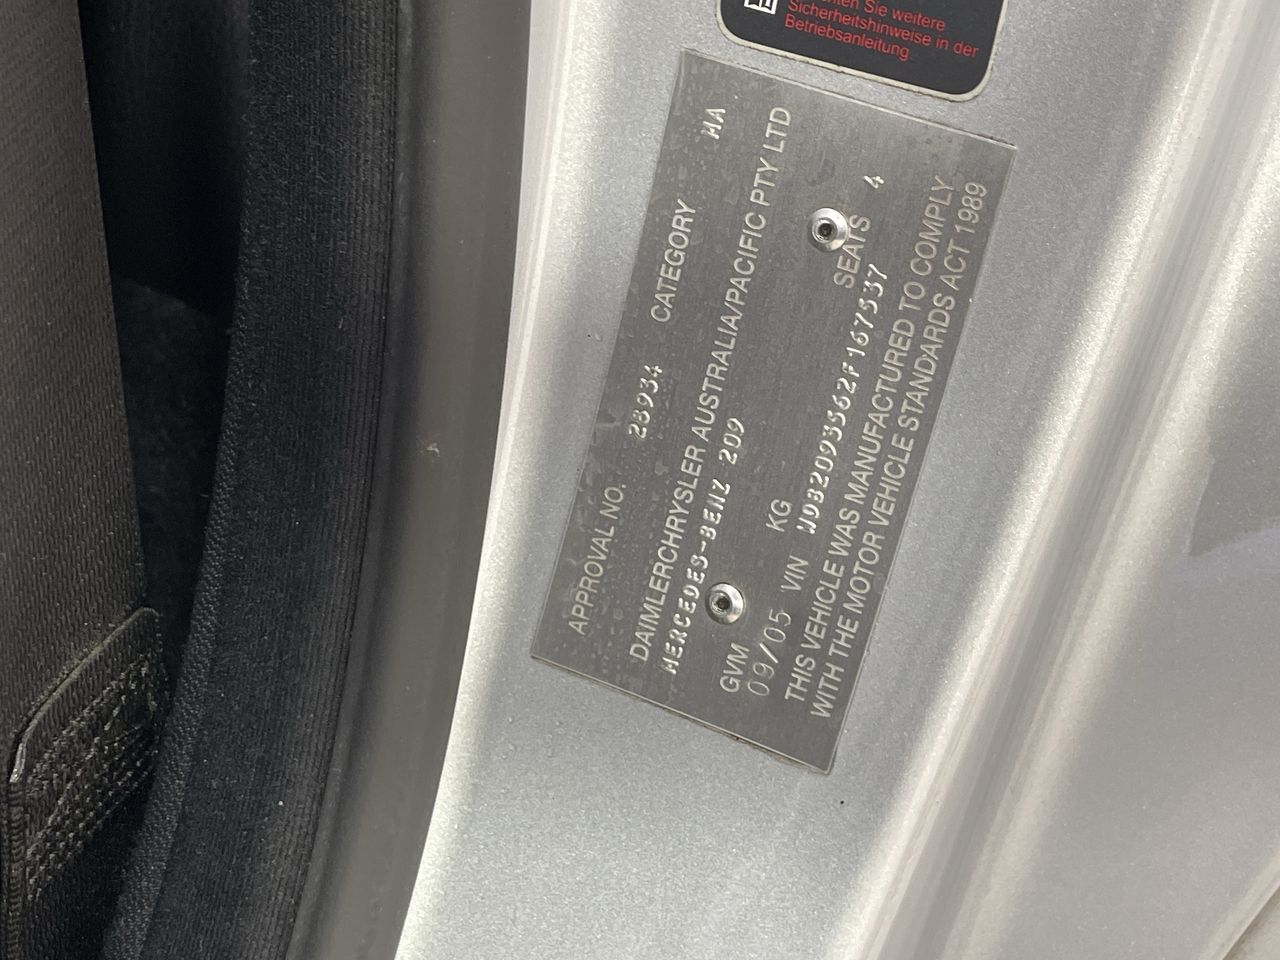 Sie weitere
Sicherheitshinweise in der
Betriebsanleitung.
APPROVAL NO. 28934 CATEGORY MA
DAIMLERCHRYSLER AUSTRALIA/PACIFIC PTY LTD
MERCEDES-BENZ 209
GVM KG SEATS 4
09/05 VIN WDB2093562F167537
THIS VEHICLE WAS MANUFACTURED TO COMPLY
WITH THE MOTOR VEHICLE STANDARDS ACT 1989